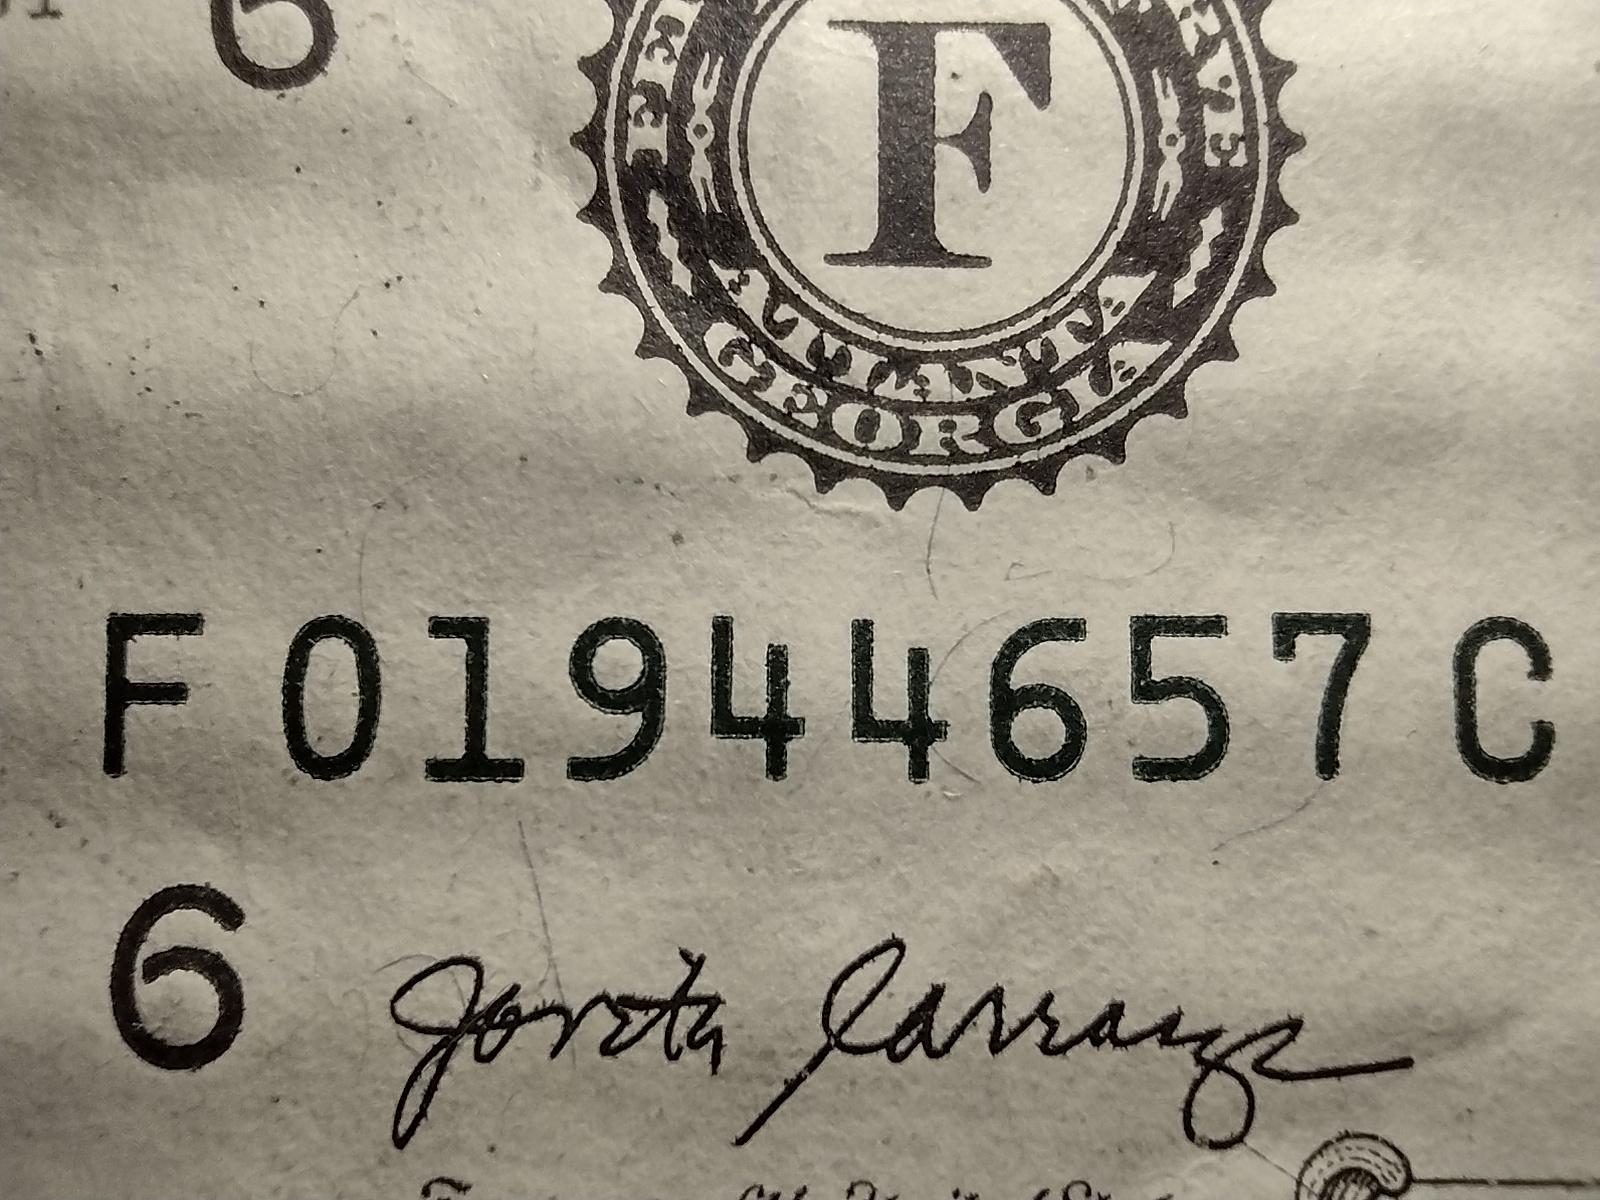 6
F
ATLANTA
GEORGIA
F 01944657 C
6
Jovita Carranza